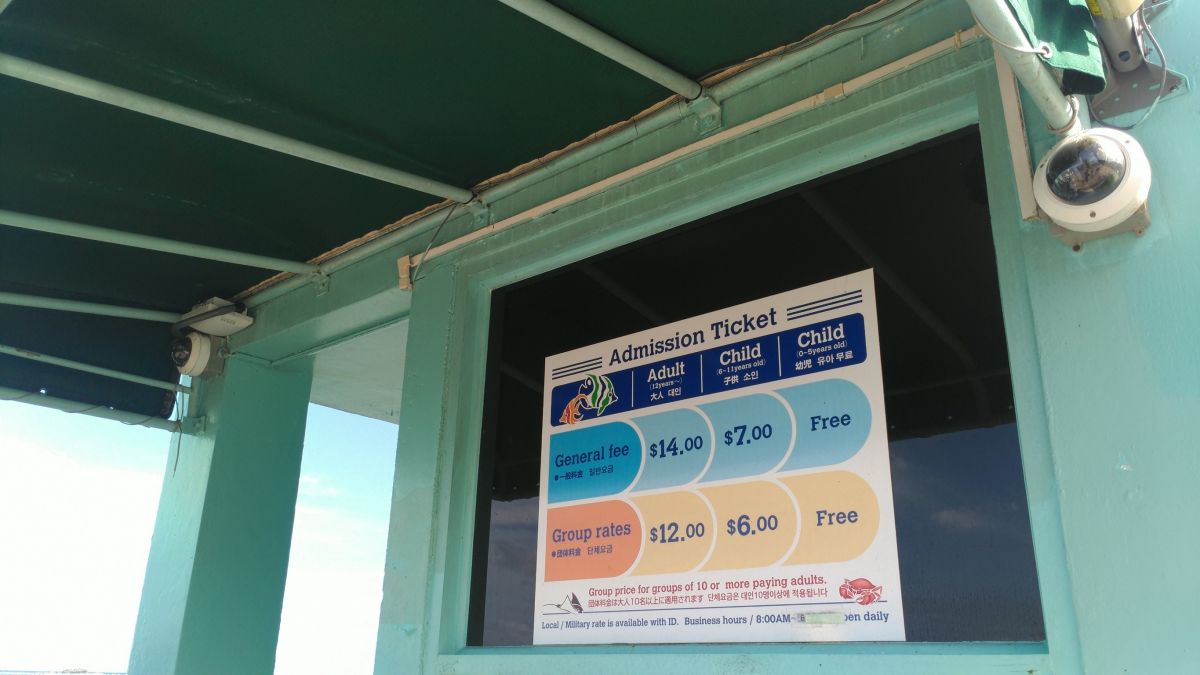 Admission Ticket
Adult
(12years~)
大人 대인
Child
(6-11years old)
子供 소인
Child
(0-5years old)
幼児 유아 무료
General fee
●一般料金 일반요금
$14.00
$7.00
Free
Group rates
●団体料金 단체요금
$12.00
$6.00
Free
Group price for groups of 10 or more paying adults.
団体料金は大人10名以上に適用されます 단체요금은 대인10명이상에 적용됩니다
Local / Military rate is available with ID. Business hours / 8:00AM~ daily